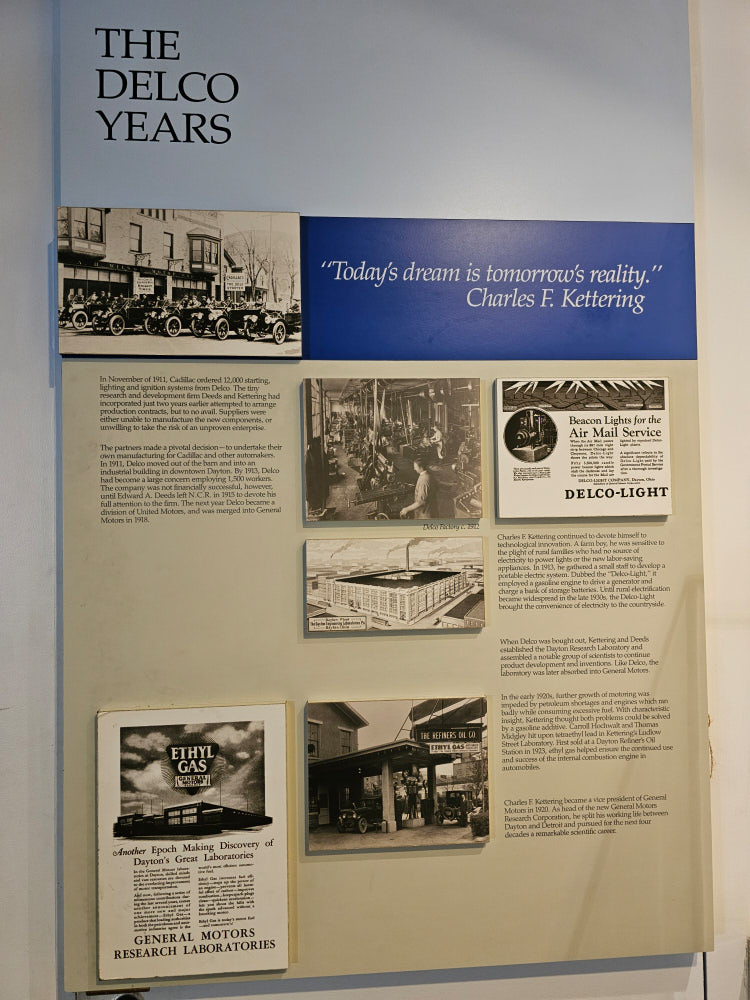 THE
DELCO
YEARS
"Today's dream is tomorrow's reality."
Charles F. Kettering
In November of 1911, Cadillac ordered 12,000 starting,
lighting and ignition systems from Delco. The tiny
research and development firm Deeds and Kettering had
incorporated just two years earlier attempted to arrange
production contracts, but to no avail. Suppliers were
either unable to manufacture the new components, or
unwilling to take the risk of an unproven enterprise.
The partners made a pivotal decision—to undertake their
own manufacturing for Cadillac and other automakers.
In 1911, Delco moved out of the barn and into an
industrial building in downtown Dayton. By 1913, Delco
had become a large concern employing 1,500 workers.
The company was not financially successful, however,
until Edward A. Deeds left N.C.R. in 1915 to devote his
full attention to the firm. The next year Delco became a
division of United Motors, and was merged into General
Motors in 1918.
Delco Factory c. 1912
Beacon Lights for the
Air Mail Service
DELCO-LIGHT COMPANY, Dayton, Ohio
DELCO-LIGHT
Charles F. Kettering continued to devote himself to
technological innovation. A farm boy, he was sensitive to
the plight of rural families who had no source of
electricity to power lights or the new labor-saving
appliances. In 1913, he gathered a small staff to develop a
portable electric system. Dubbed the "Delco-Light," it
employed a gasoline engine to drive a generator and
charge a bank of storage batteries. Until rural electrification
became widespread in the late 1930s, the Delco-Light
brought the convenience of electricity to the countryside.
When Delco was bought out, Kettering and Deeds
established the Dayton Research Laboratory and
assembled a notable group of scientists to continue
product development and inventions. Like Delco, the
laboratory was later absorbed into General Motors.
In the early 1920s, further growth of motoring was
impeded by petroleum shortages and engines which ran
badly while consuming excessive fuel. With characteristic
insight, Kettering thought both problems could be solved
by a gasoline additive. Carroll Hochwalt and Thomas
Midgley hit upon tetraethyl lead in Kettering's Ludlow
Street Laboratory. First sold at a Dayton Refiner's Oil
Station in 1923, ethyl gas helped ensure the continued use
and success of the internal combustion engine in
automobiles.
Charles F. Kettering became a vice president of General
Motors in 1920. As head of the new General Motors
Research Corporation, he split his working life between
Dayton and Detroit and pursued for the next four
decades a remarkable scientific career.
THE REFINERS OIL CO.
ETHYL GAS
ETHYL
GAS
GENERAL
MOTORS
Another Epoch Making Discovery of
Dayton's Great Laboratories
GENERAL MOTORS
RESEARCH LABORATORIES